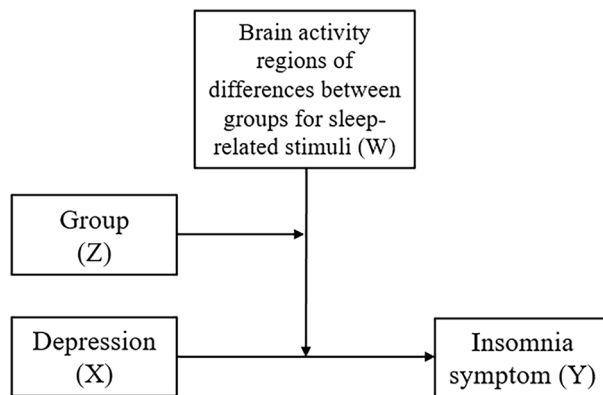 Brain activity
regions of
differences between
groups for sleep-
related stimuli (W)
Group
(Z)
Depression
(X)
Insomnia
symptom (Y)